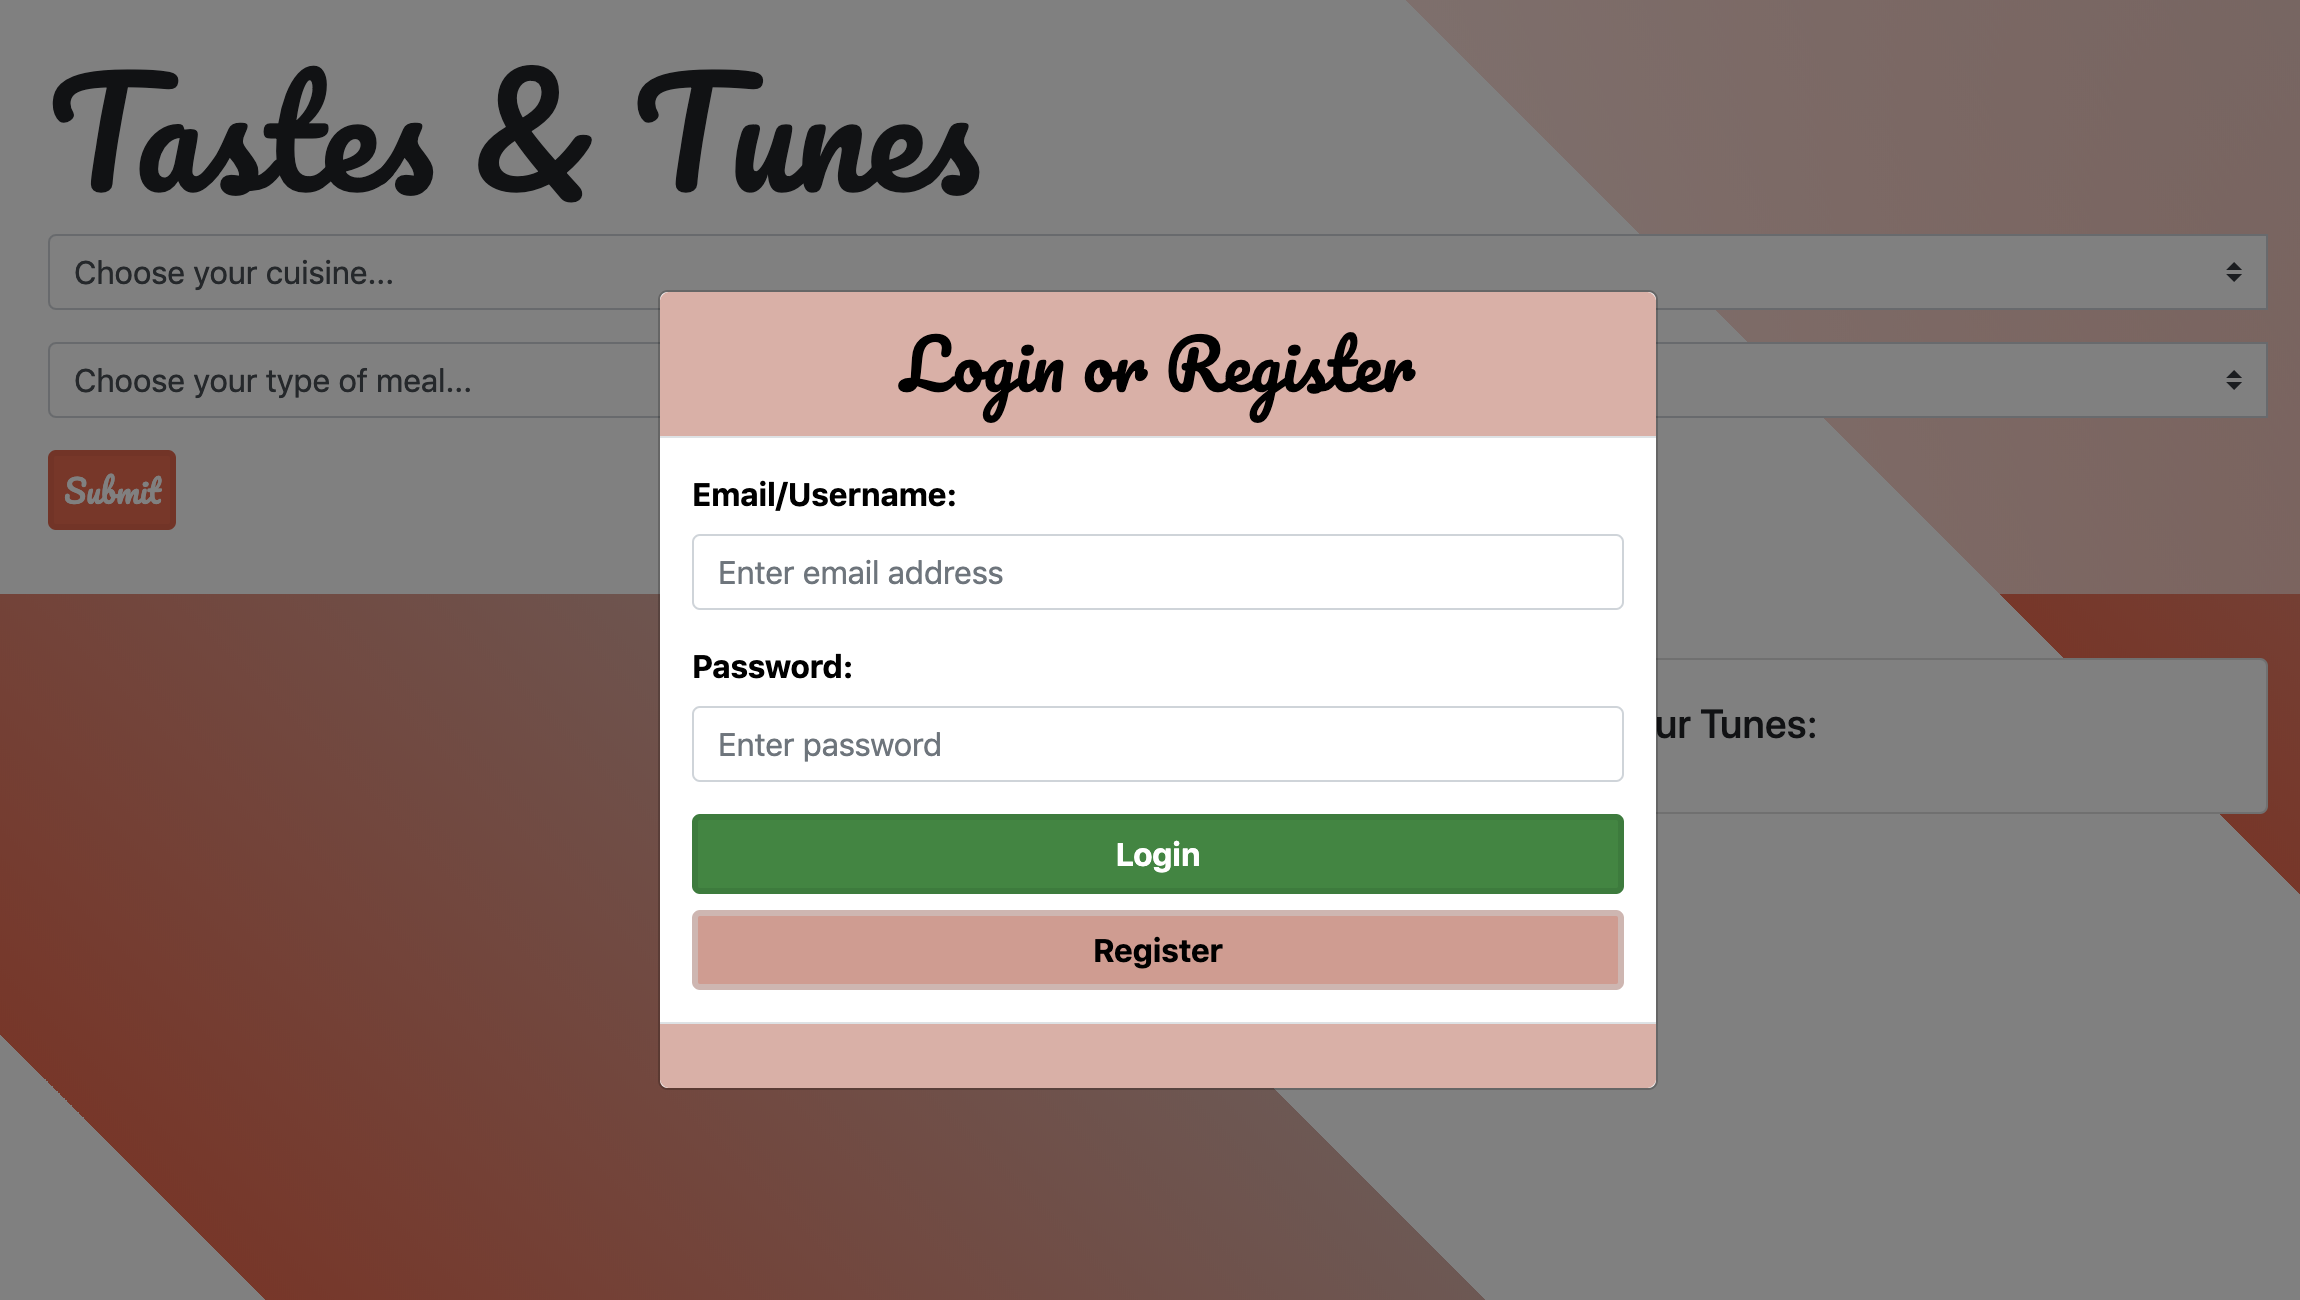 Tastes & Tunes
Choose your cuisine...
Choose your type of meal...
Submit
Login or Register
Email/Username:
Enter email address
Password:
Enter password
Login
Register
Tunes: